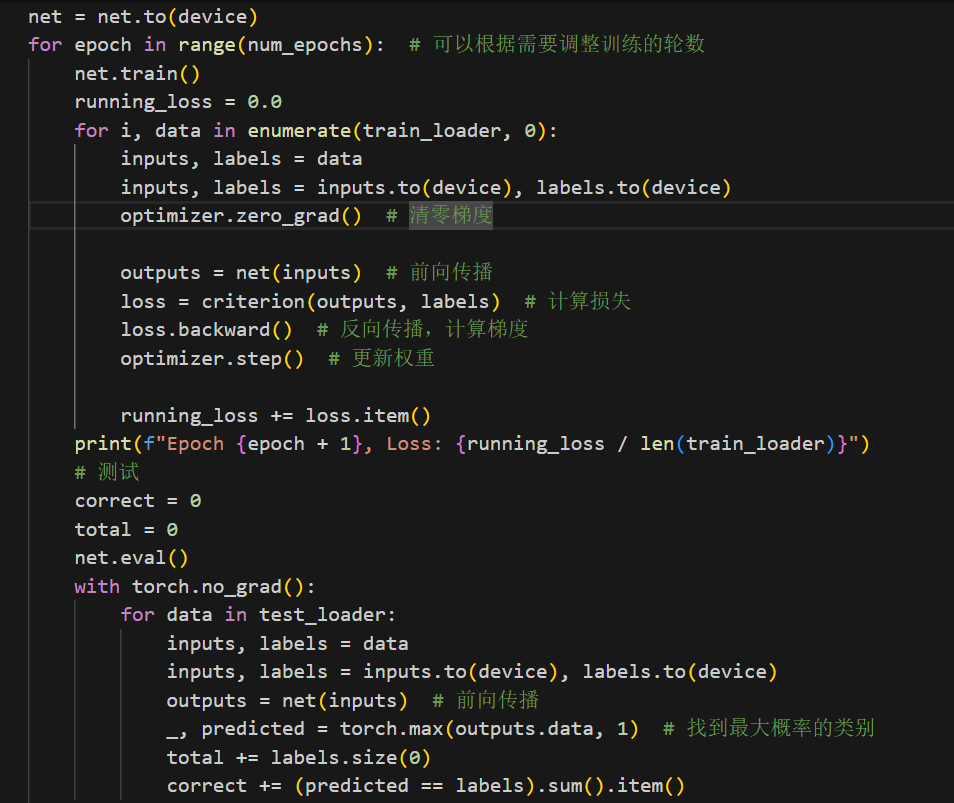 net = net.to(device)
for epoch in range(num_epochs):  # 可以根据需要调整训练的轮数
    net.train()
    running_loss = 0.0
    for i, data in enumerate(train_loader, 0):
        inputs, labels = data
        inputs, labels = inputs.to(device), labels.to(device)
        optimizer.zero_grad()  # 清零梯度
        outputs = net(inputs)  # 前向传播
        loss = criterion(outputs, labels)  # 计算损失
        loss.backward()  # 反向传播，计算梯度
        optimizer.step()  # 更新权重
        running_loss += loss.item()
    print(f"Epoch {epoch + 1}, Loss: {running_loss / len(train_loader)}")
    # 测试
    correct = 0
    total = 0
    net.eval()
    with torch.no_grad():
        for data in test_loader:
            inputs, labels = data
            inputs, labels = inputs.to(device), labels.to(device)
            outputs = net(inputs)  # 前向传播
            _, predicted = torch.max(outputs.data, 1)  # 找到最大概率的类别
            total += labels.size(0)
            correct += (predicted == labels).sum().item()